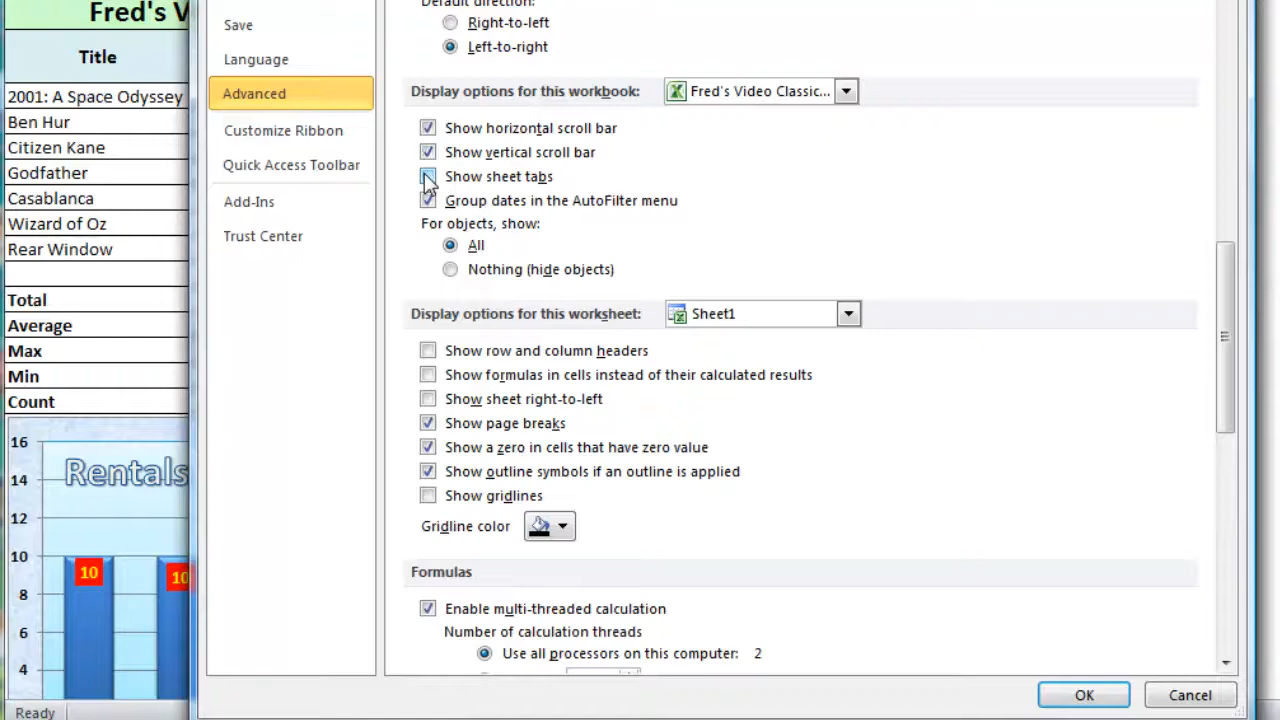 Fred's V
Title
2001: A Space Odyssey
Ben Hur
Citizen Kane
Godfather
Casablanca
Wizard of Oz
Rear Window
Total
Average
Max
Min
Count
16
14
12
10
8
6
4
Rentals
10
10
Ready
Save
Language
Advanced
Customize Ribbon
Quick Access Toolbar
Add-Ins
Trust Center
Default direction:
Right-to-left
Left-to-right
Display options for this workbook: Fred's Video Classic...
Show horizontal scroll bar
Show vertical scroll bar
Show sheet tabs
Group dates in the AutoFilter menu
For objects, show:
All
Nothing (hide objects)
Display options for this worksheet: Sheet1
Show row and column headers
Show formulas in cells instead of their calculated results
Show sheet right-to-left
Show page breaks
Show a zero in cells that have zero value
Show outline symbols if an outline is applied
Show gridlines
Gridline color
Formulas
Enable multi-threaded calculation
Number of calculation threads
Use all processors on this computer: 2
OK Cancel